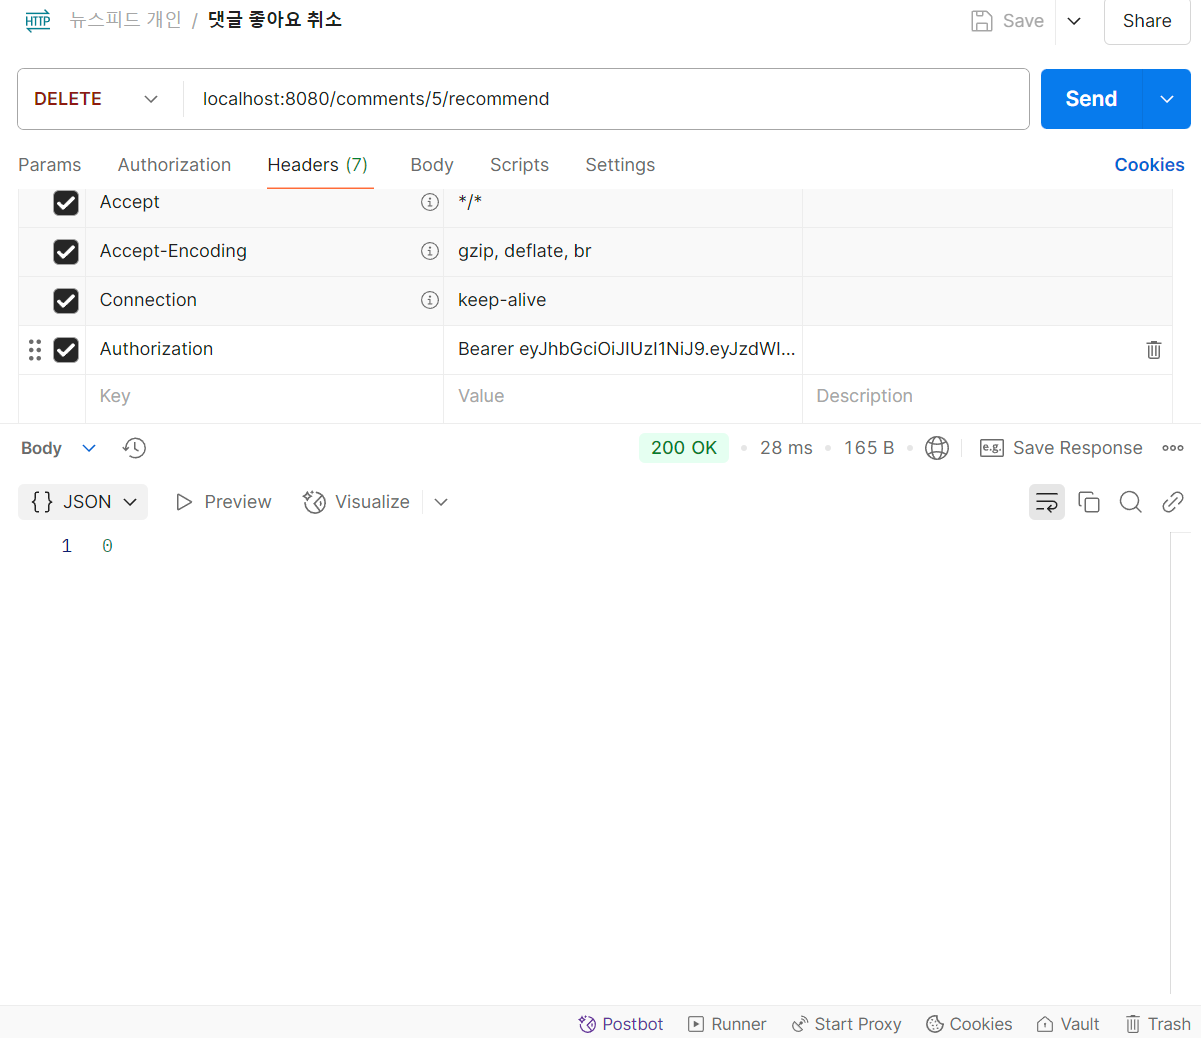 HTTP 뉴스피드 개인 / 댓글 좋아요 취소 Save Share
DELETE localhost:8080/comments/5/recommend Send
Params Authorization Headers (7) Body Scripts Settings Cookies
Accept */*
Accept-Encoding gzip, deflate, br
Connection keep-alive
Authorization Bearer eyJhbGciOiJIUzI1NiJ9.eyJzdWI...
Key Value Description
Body 200 OK • 28 ms • 165 B • e.g. Save Response
{} JSON Preview Visualize
1 0
Postbot Runner Start Proxy Cookies Vault Trash